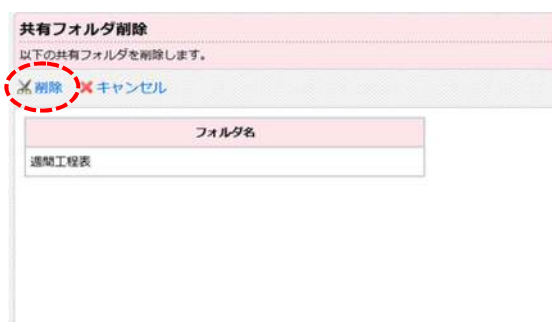 共有フォルダ削除
以下の共有フォルダを削除します。
削除 キャンセル
フォルダ名
週間工程表